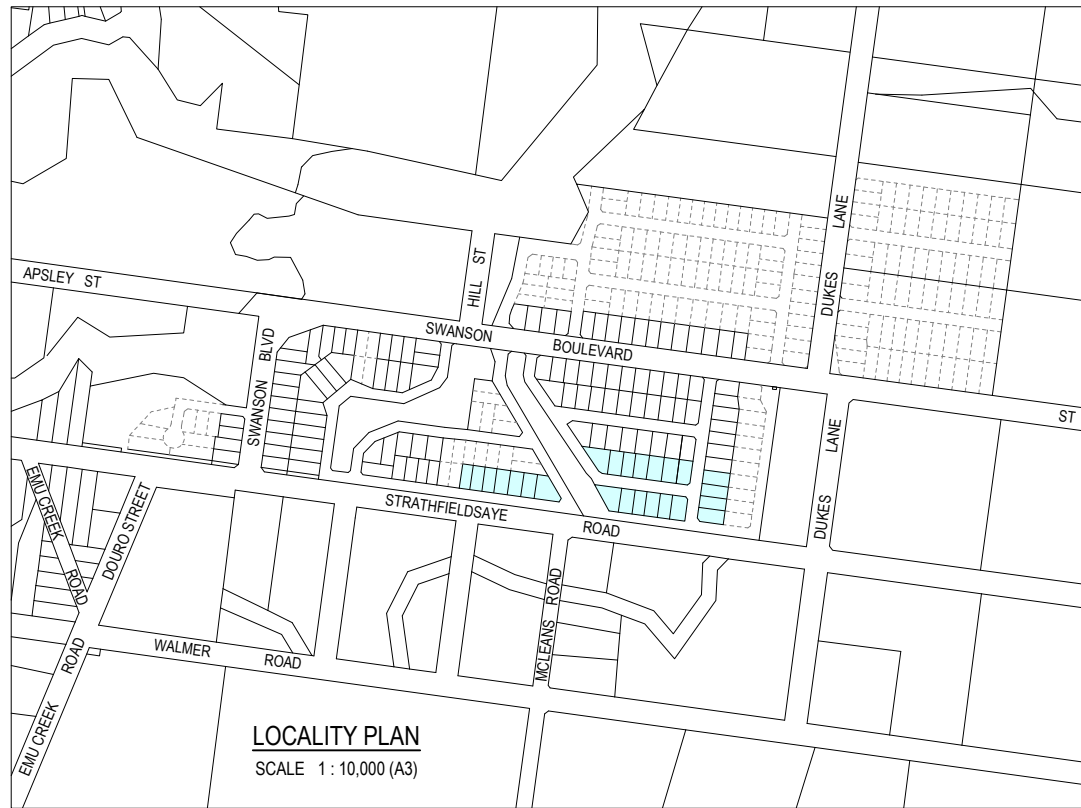 LANE
DUKES
HILL ST
APSLEY ST
SWANSON
BOULEVARD
SWANSON BLVD
ST
LANE
DUKES
EMU CREEK
ROAD
DOURO STREET
STRATHFIELDSAYE
ROAD
MCLEANS ROAD
WALMER
ROAD
EMU CREEK ROAD
LOCALITY PLAN
SCALE 1 : 10,000 (A3)